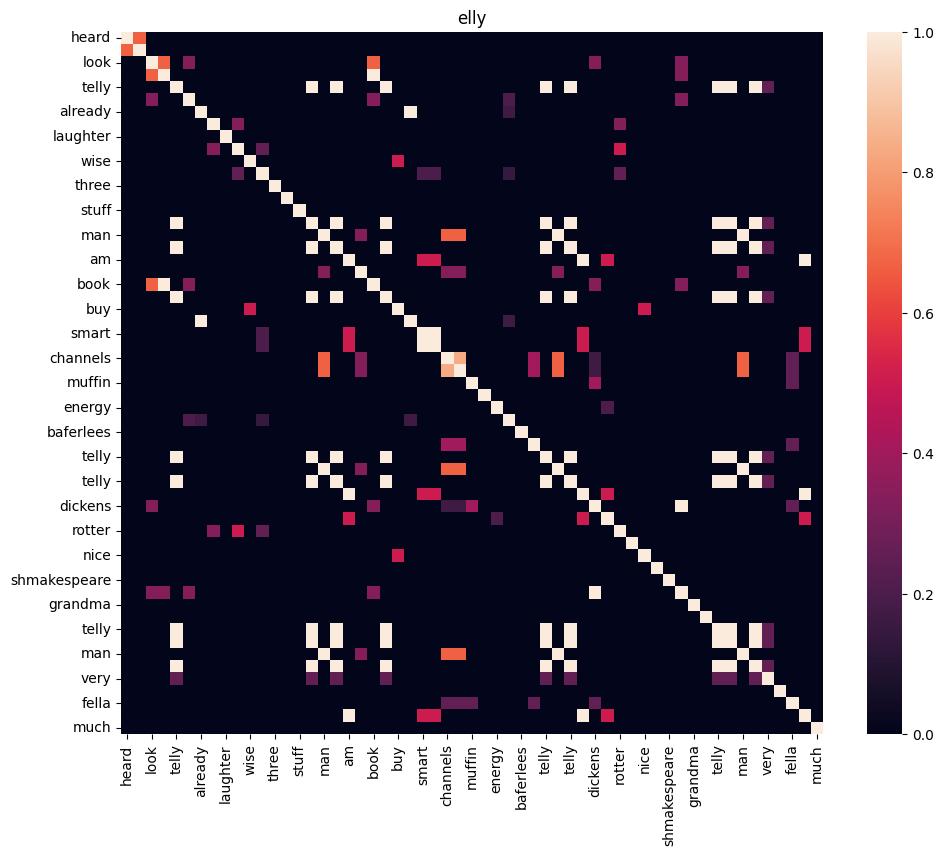 elly
heard
look
telly
already
laughter
wise
three
stuff
man
am
book
buy
smart
channels
muffin
energy
baferlees
telly
telly
dickens
rotter
nice
shmakespeare
grandma
telly
man
very
fella
much
1.0
0.8
0.6
0.4
0.2
0.0
heard
look
telly
already
laughter
wise
three
stuff
man
am
book
buy
smart
channels
muffin
energy
baferlees
telly
telly
dickens
rotter
nice
shmakespeare
grandma
telly
man
very
fella
much